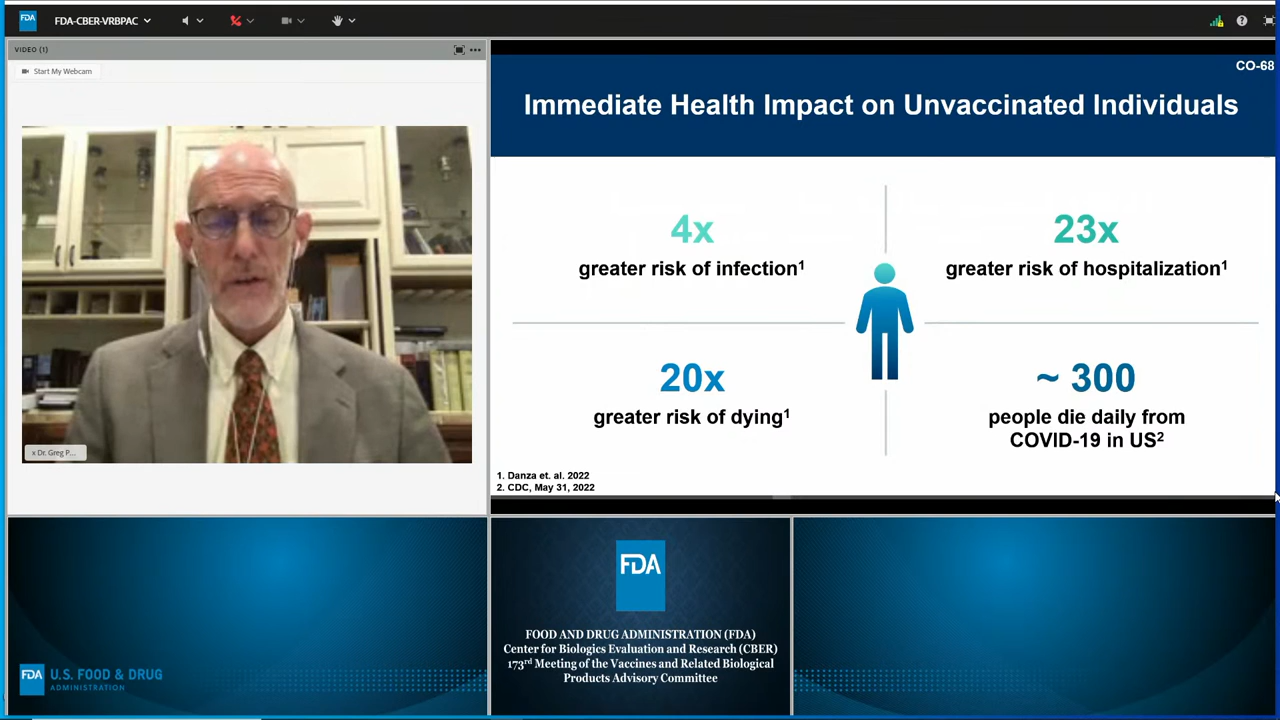 FDA
FDA-CBER-VRBPAC
VIDEO (1)
Start My Webcam
x Dr. Greg P...
CO-68
Immediate Health Impact on Unvaccinated Individuals
4x
greater risk of infection¹
23x
greater risk of hospitalization¹
20x
greater risk of dying¹
~ 300
people die daily from
COVID-19 in US²
1. Danza et. al. 2022
2. CDC, May 31, 2022
FDA
U.S. FOOD & DRUG
ADMINISTRATION
FDA
FOOD AND DRUG ADMINISTRATION (FDA)
Center for Biologics Evaluation and Research (CBER)
173rd Meeting of the Vaccines and Related Biological
Products Advisory Committee